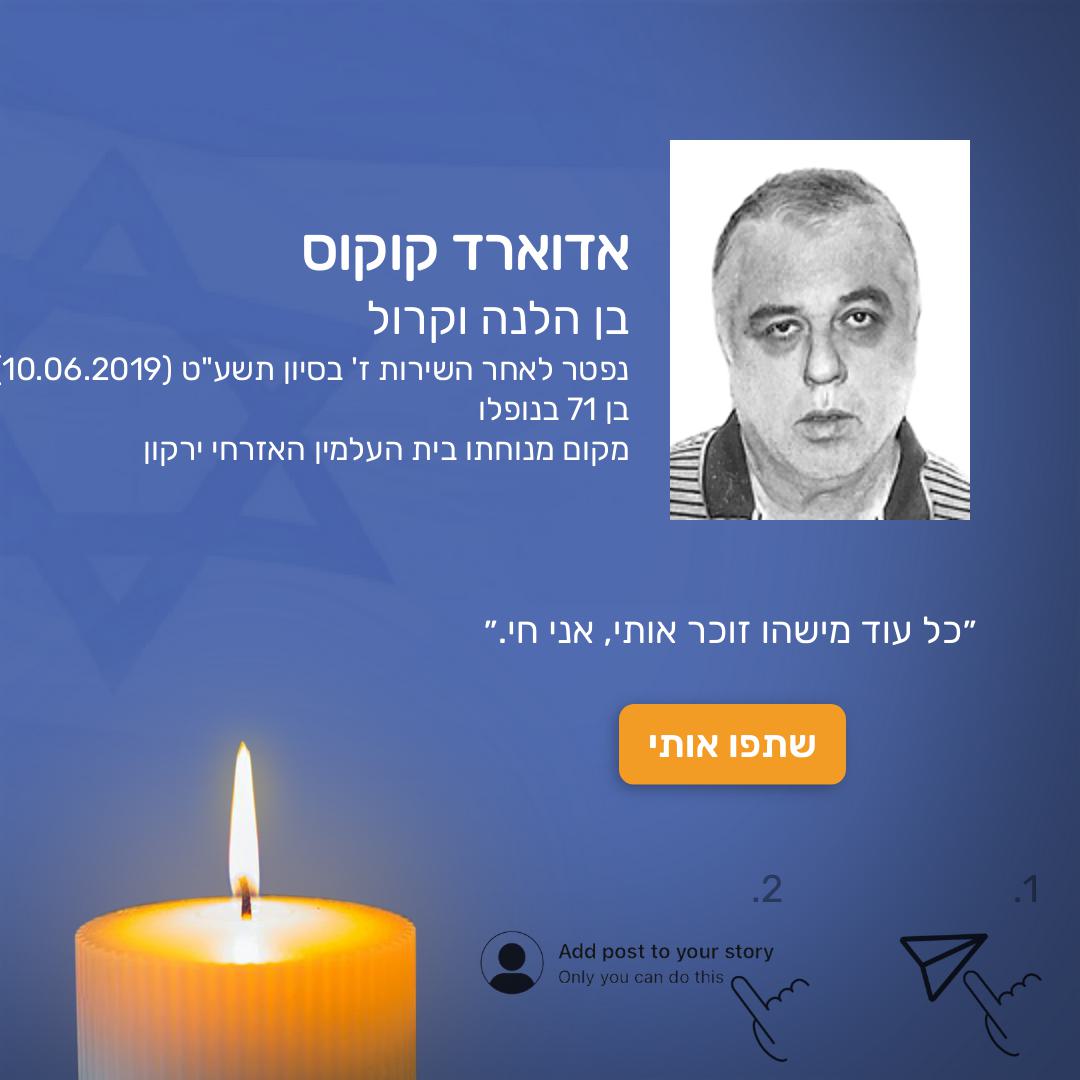 אדוארד קוקוס
בן הלנה וקרול
נפטר לאחר השירות ז' בסיון תשע"ט (10.06.2019)
בן 71 בנופלו
מקום מנוחתו בית העלמין האזרחי ירקון
״כל עוד מישהו זוכר אותי, אני חי.״
שתפו אותי
.1
.2
Add post to your story
Only you can do this